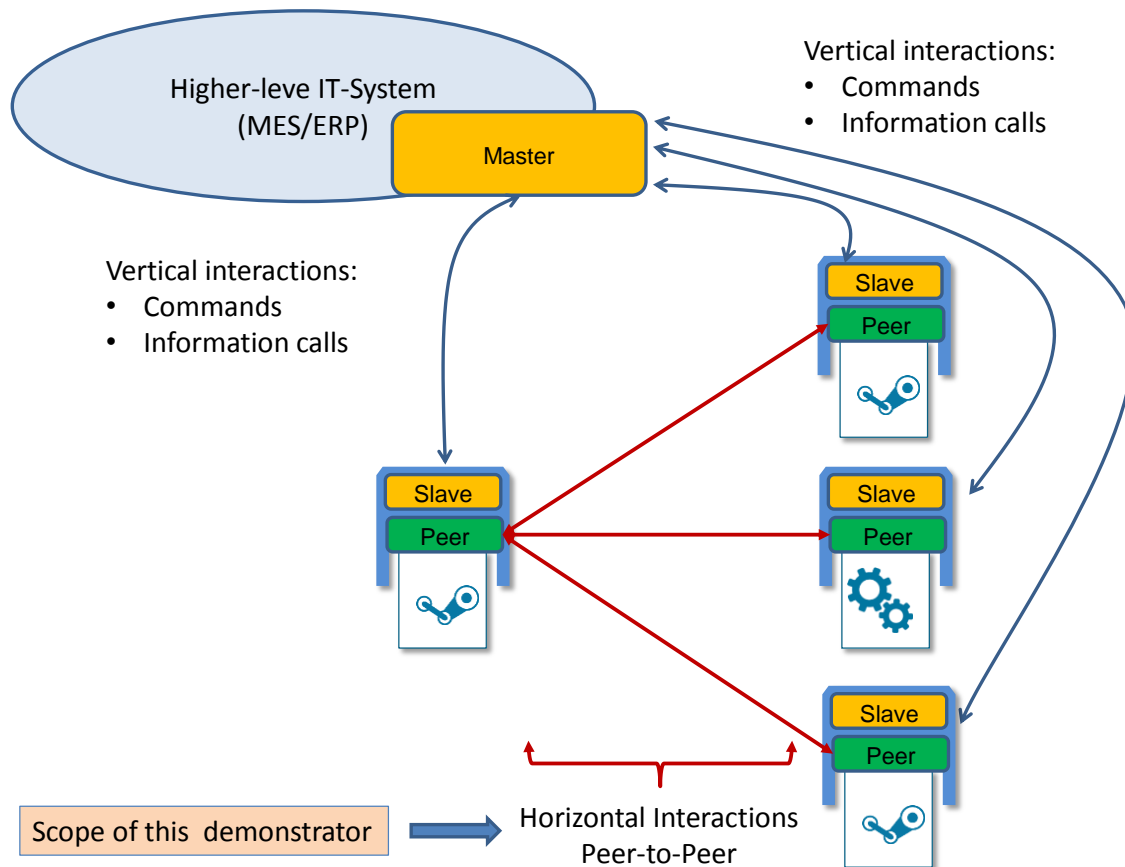 Higher-leve IT-System
(MES/ERP)
Master
Vertical interactions:
• Commands
• Information calls
Vertical interactions:
• Commands
• Information calls
Slave
Peer
Slave
Peer
Slave
Peer
Slave
Peer
Scope of this  demonstrator
Horizontal Interactions
Peer-to-Peer